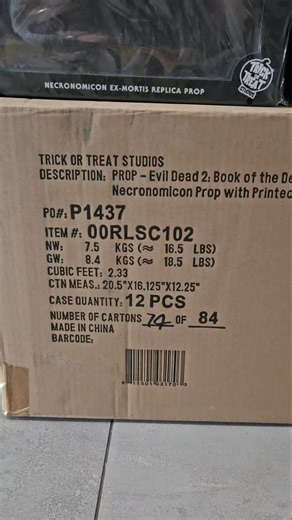 NECRONOMICON EX-MORTIS REPLICA PROP
TRICK
OR
TREAT
STUDIOS
TRICK OR TREAT STUDIOS
DESCRIPTION: PROP - Evil Dead 2: Book of the De
Necronomicon Prop with Printed
PO#: P1437
ITEM #: 00RLSC102
NW: 7.5 KGS (≈ 16.5 LBS)
GW: 8.4 KGS (≈ 18.5 LBS)
CUBIC FEET: 2.33
CTN MEAS.: 20.5"X16.125"X12.25"
CASE QUANTITY: 12 PCS
NUMBER OF CARTONS 74 OF 84
MADE IN CHINA
BARCODE: